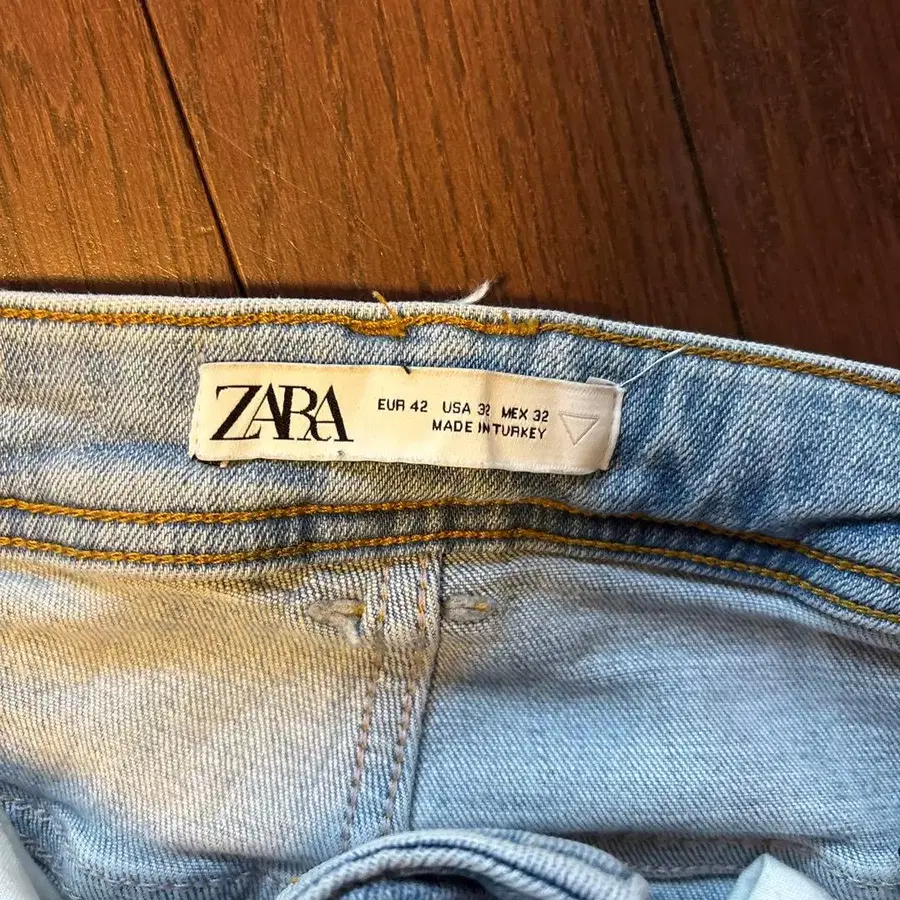 ZARA
EUR 42 USA 32 MEX 32
MADE IN TURKEY